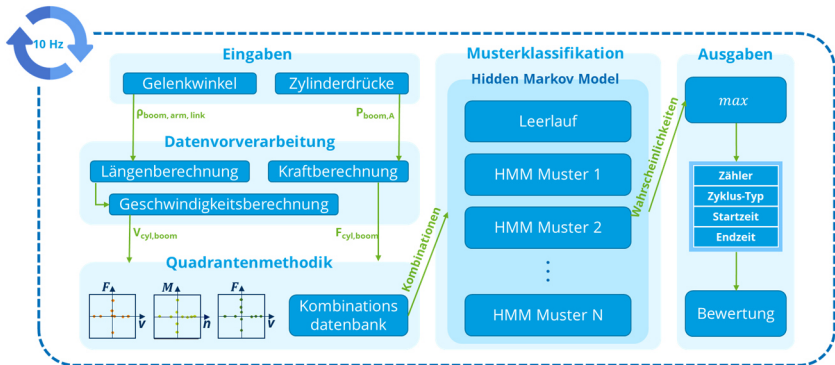 10 Hz
Eingaben
Gelenkwinkel
Zylinderdrücke
ρboom, arm, link
Pboom,A
Datenvorverarbeitung
Längenberechnung
Kraftberechnung
Geschwindigkeitsberechnung
Vcyl,boom
Fcyl,boom
Quadrantenmethodik
F
v
M
n
F
v
Kombinations
datenbank
Kombinationen
Musterklassifikation
Hidden Markov Model
Leerlauf
HMM Muster 1
HMM Muster 2
HMM Muster N
Wahrscheinlichkeiten
Ausgaben
max
Zähler
Zyklus-Typ
Startzeit
Endzeit
Bewertung